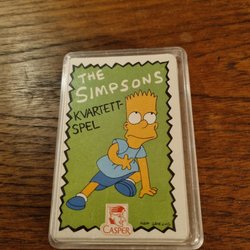 THE SIMPSONS
KVARTETT-
SPEL
CASPER